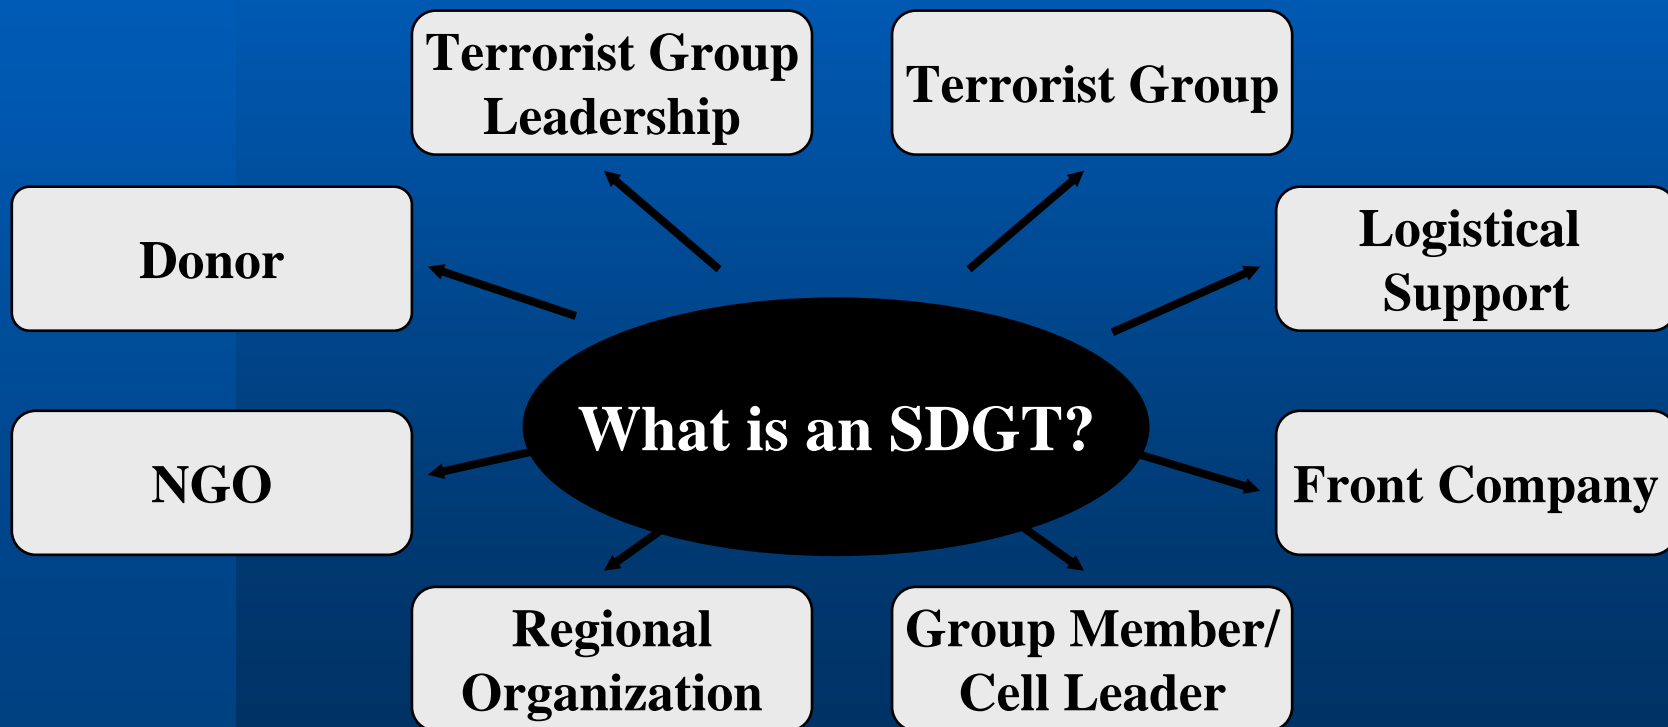 Terrorist Group
Leadership
Terrorist Group
Donor
Logistical
Support
What is an SDGT?
NGO
Front Company
Regional
Organization
Group Member/
Cell Leader